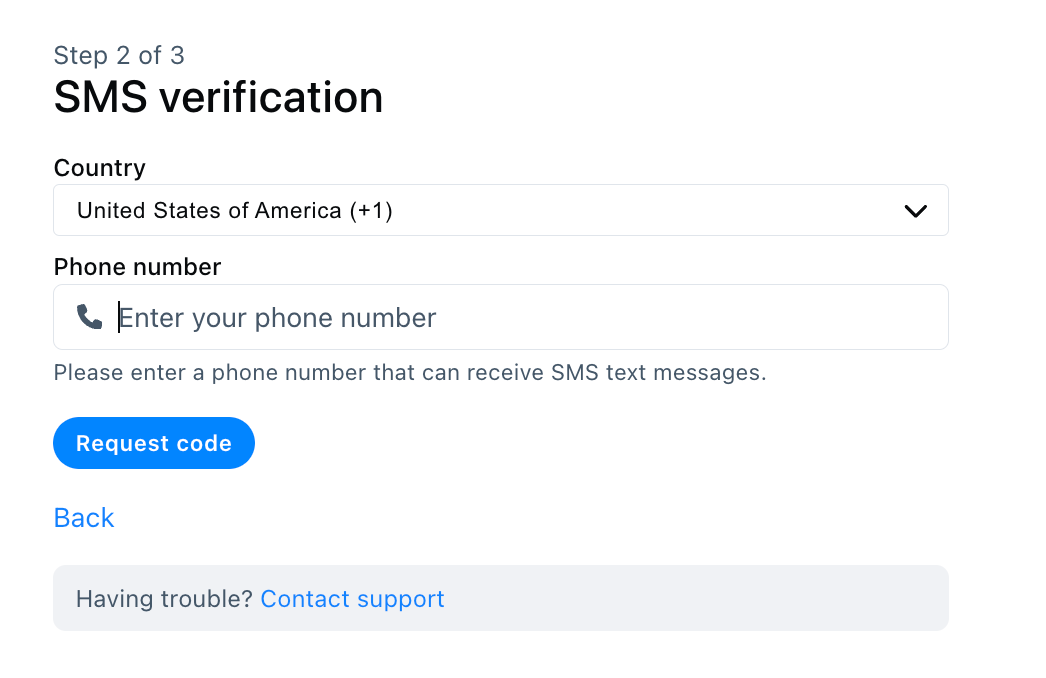 Step 2 of 3
SMS verification
Country
United States of America (+1)
Phone number
Enter your phone number
Please enter a phone number that can receive SMS text messages.
Request code
Back
Having trouble? Contact support